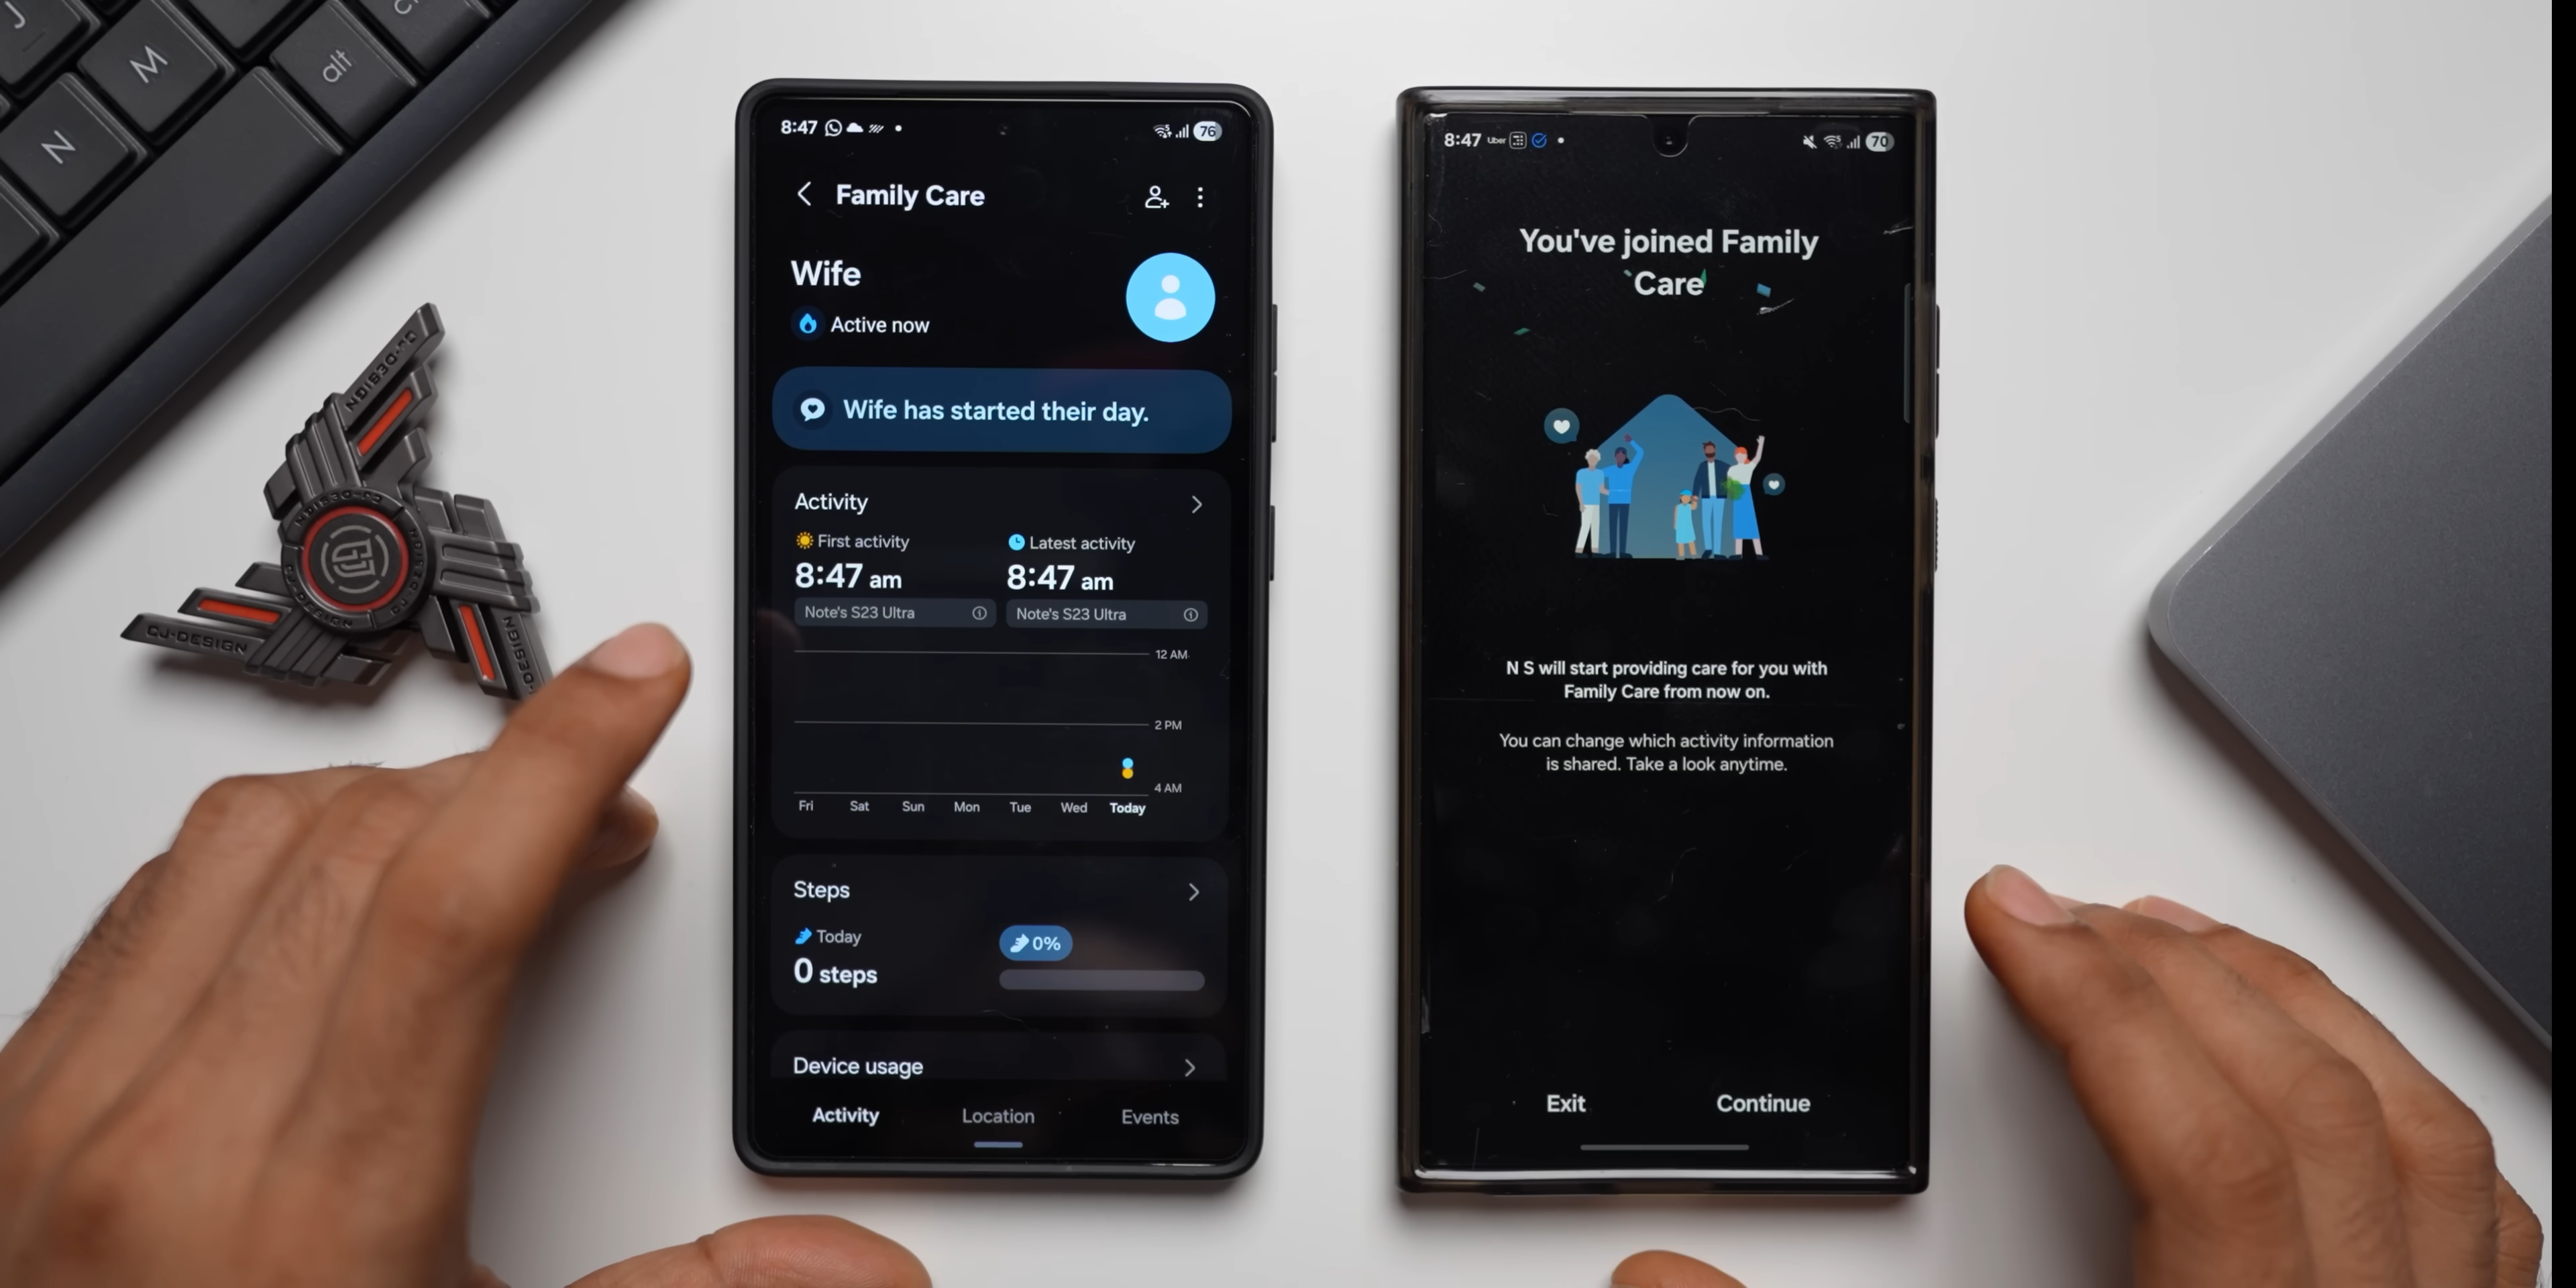 J
M
N
alt
CJ-DESIGN
CJ-DESIGN
8:47
76
Family Care
Wife
Active now
Wife has started their day.
Activity
First activity
Latest activity
8:47 am
8:47 am
Note's S23 Ultra
Note's S23 Ultra
12 AM
2 PM
4 AM
Fri Sat Sun Mon Tue Wed Today
Steps
Today
0%
0 steps
Device usage
Activity
Location
Events
8:47 Uber
70
You've joined Family
Care
N S will start providing care for you with
Family Care from now on.
You can change which activity information
is shared. Take a look anytime.
Exit
Continue